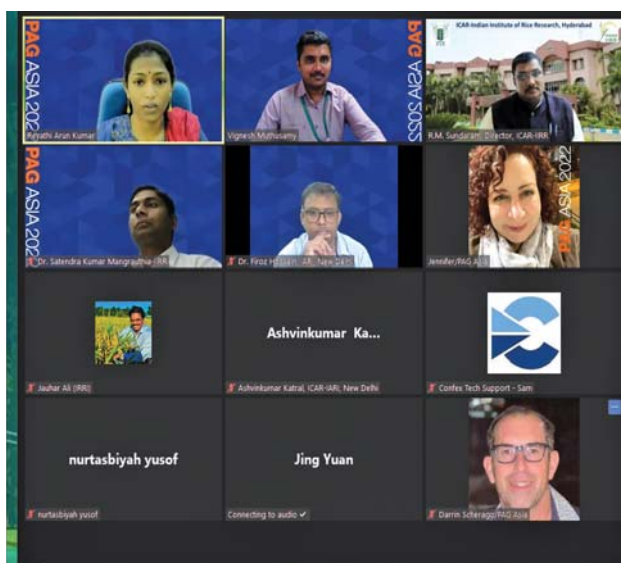 PAG ASIA 2022
Revathi Arun Kumar
PAG ASIA 2022
Vignesh Muthusamy
ICAR-Indian Institute of Rice Research, Hyderabad
R.M. Sundaram, Director, ICAR-IIRR
PAG ASIA 2022
Dr. Satendra Kumar Mangrauthia-IIRR
Dr. Firoz Hossain, IARI, New Delhi
PAG ASIA 2022
Jennifer/PAG Asia
Jauhar Ali (IRRI)
Ashvinkumar Ka...
Ashvinkumar Katral, ICAR-IARI; New Delhi
Confex Tech Support - Sam
nurtasbiyah yusof
nurtasbiyah yusof
Jing Yuan
Connecting to audio ✓
Darrin Scherago/PAG Asia